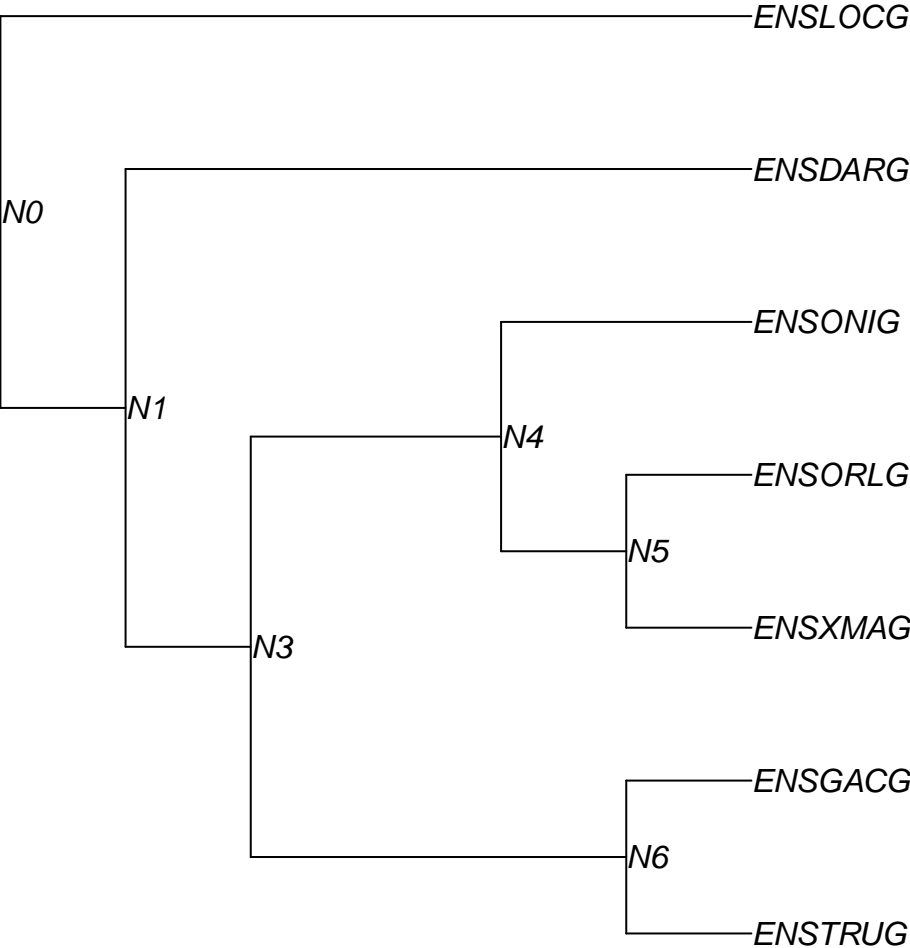 ENSLOCG
ENSDARG
N0
ENSONIG
N1
N4
ENSORLG
N5
ENSXMAG
N3
ENSGACG
N6
ENSTRUG